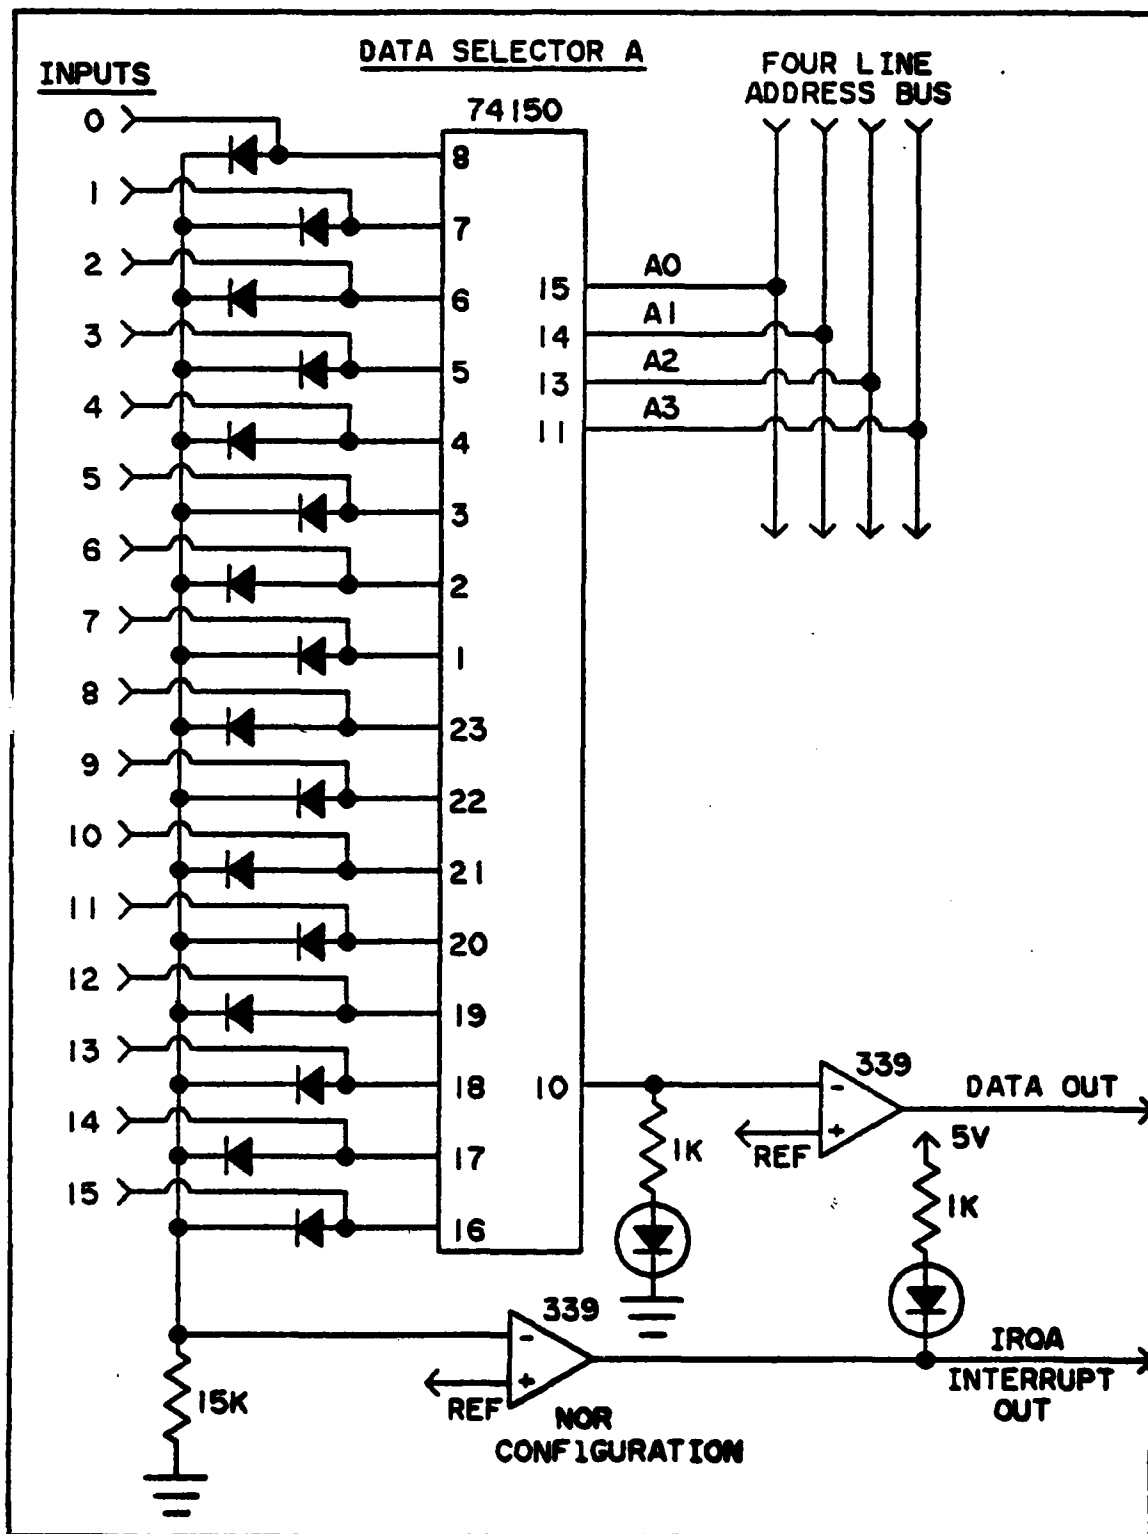 DATA SELECTOR A
INPUTS
FOUR LINE
ADDRESS BUS
74150
0
8
1
7
2
6
15
A0
3
5
14
A1
13
A2
4
4
11
A3
5
3
6
2
7
1
8
23
9
22
10
21
11
20
12
19
13
18
10
-
339
DATA OUT
14
17
1K
REF
+
5V
15
16
1K
339
-
IRQA
INTERRUPT
OUT
15K
REF
+
NOR
CONFIGURATION